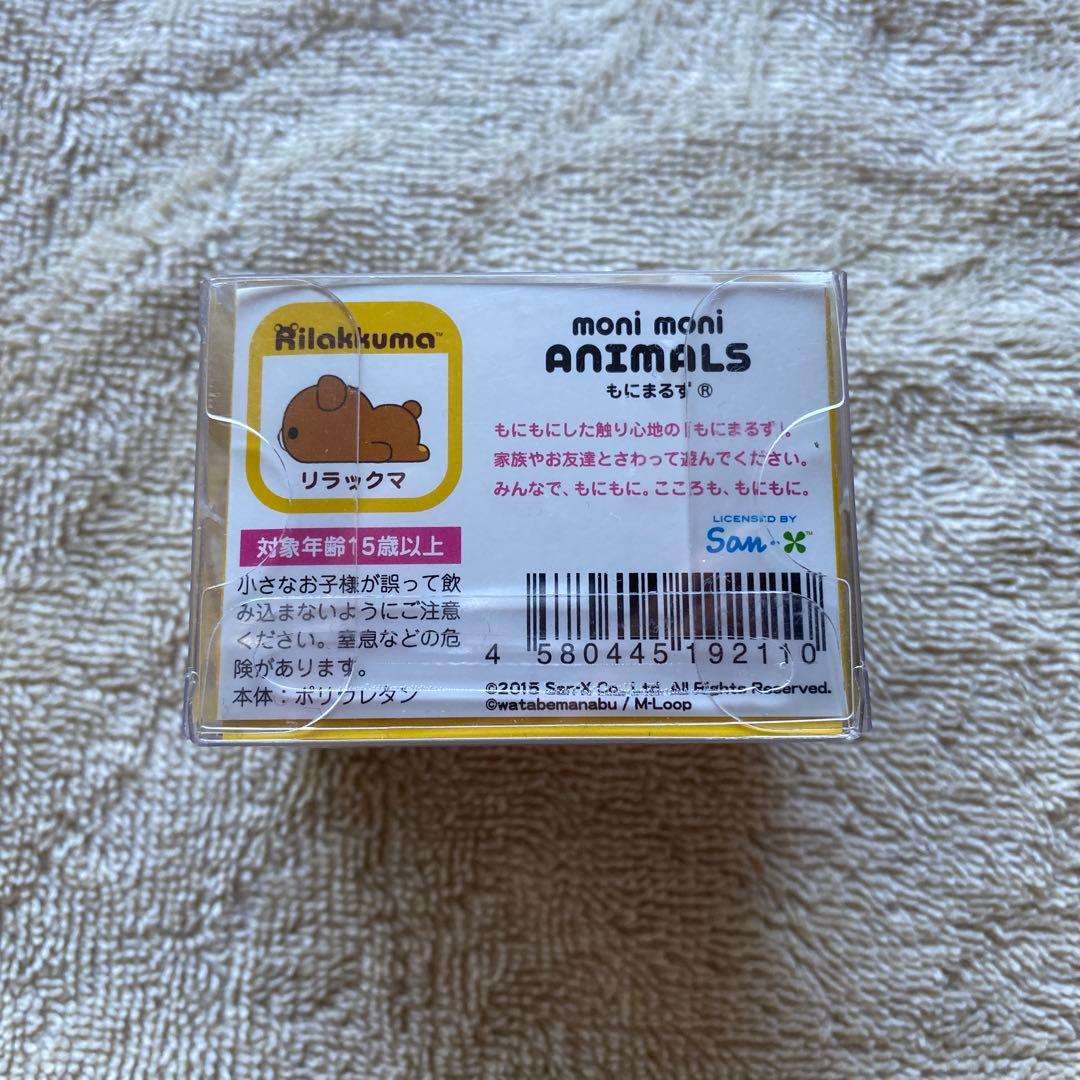 Rilakkuma™
リラックマ
対象年齢15歳以上
小さなお子様が誤って飲
み込まないようにご注意
ください。窒息などの危
険があります。
本体：ポリウレタン
moni moni
ANIMALS
もにまるず®
もにもにした触り心地の『もにまるず』。
家族やお友達とさわって遊んでください。
みんなで、もにもに。こころも、もにもに。
LICENSED BY
San-X™
4 580445 192110
©2015 San-X Co., Ltd. All Rights Reserved.
©watabemanabu / M-Loop